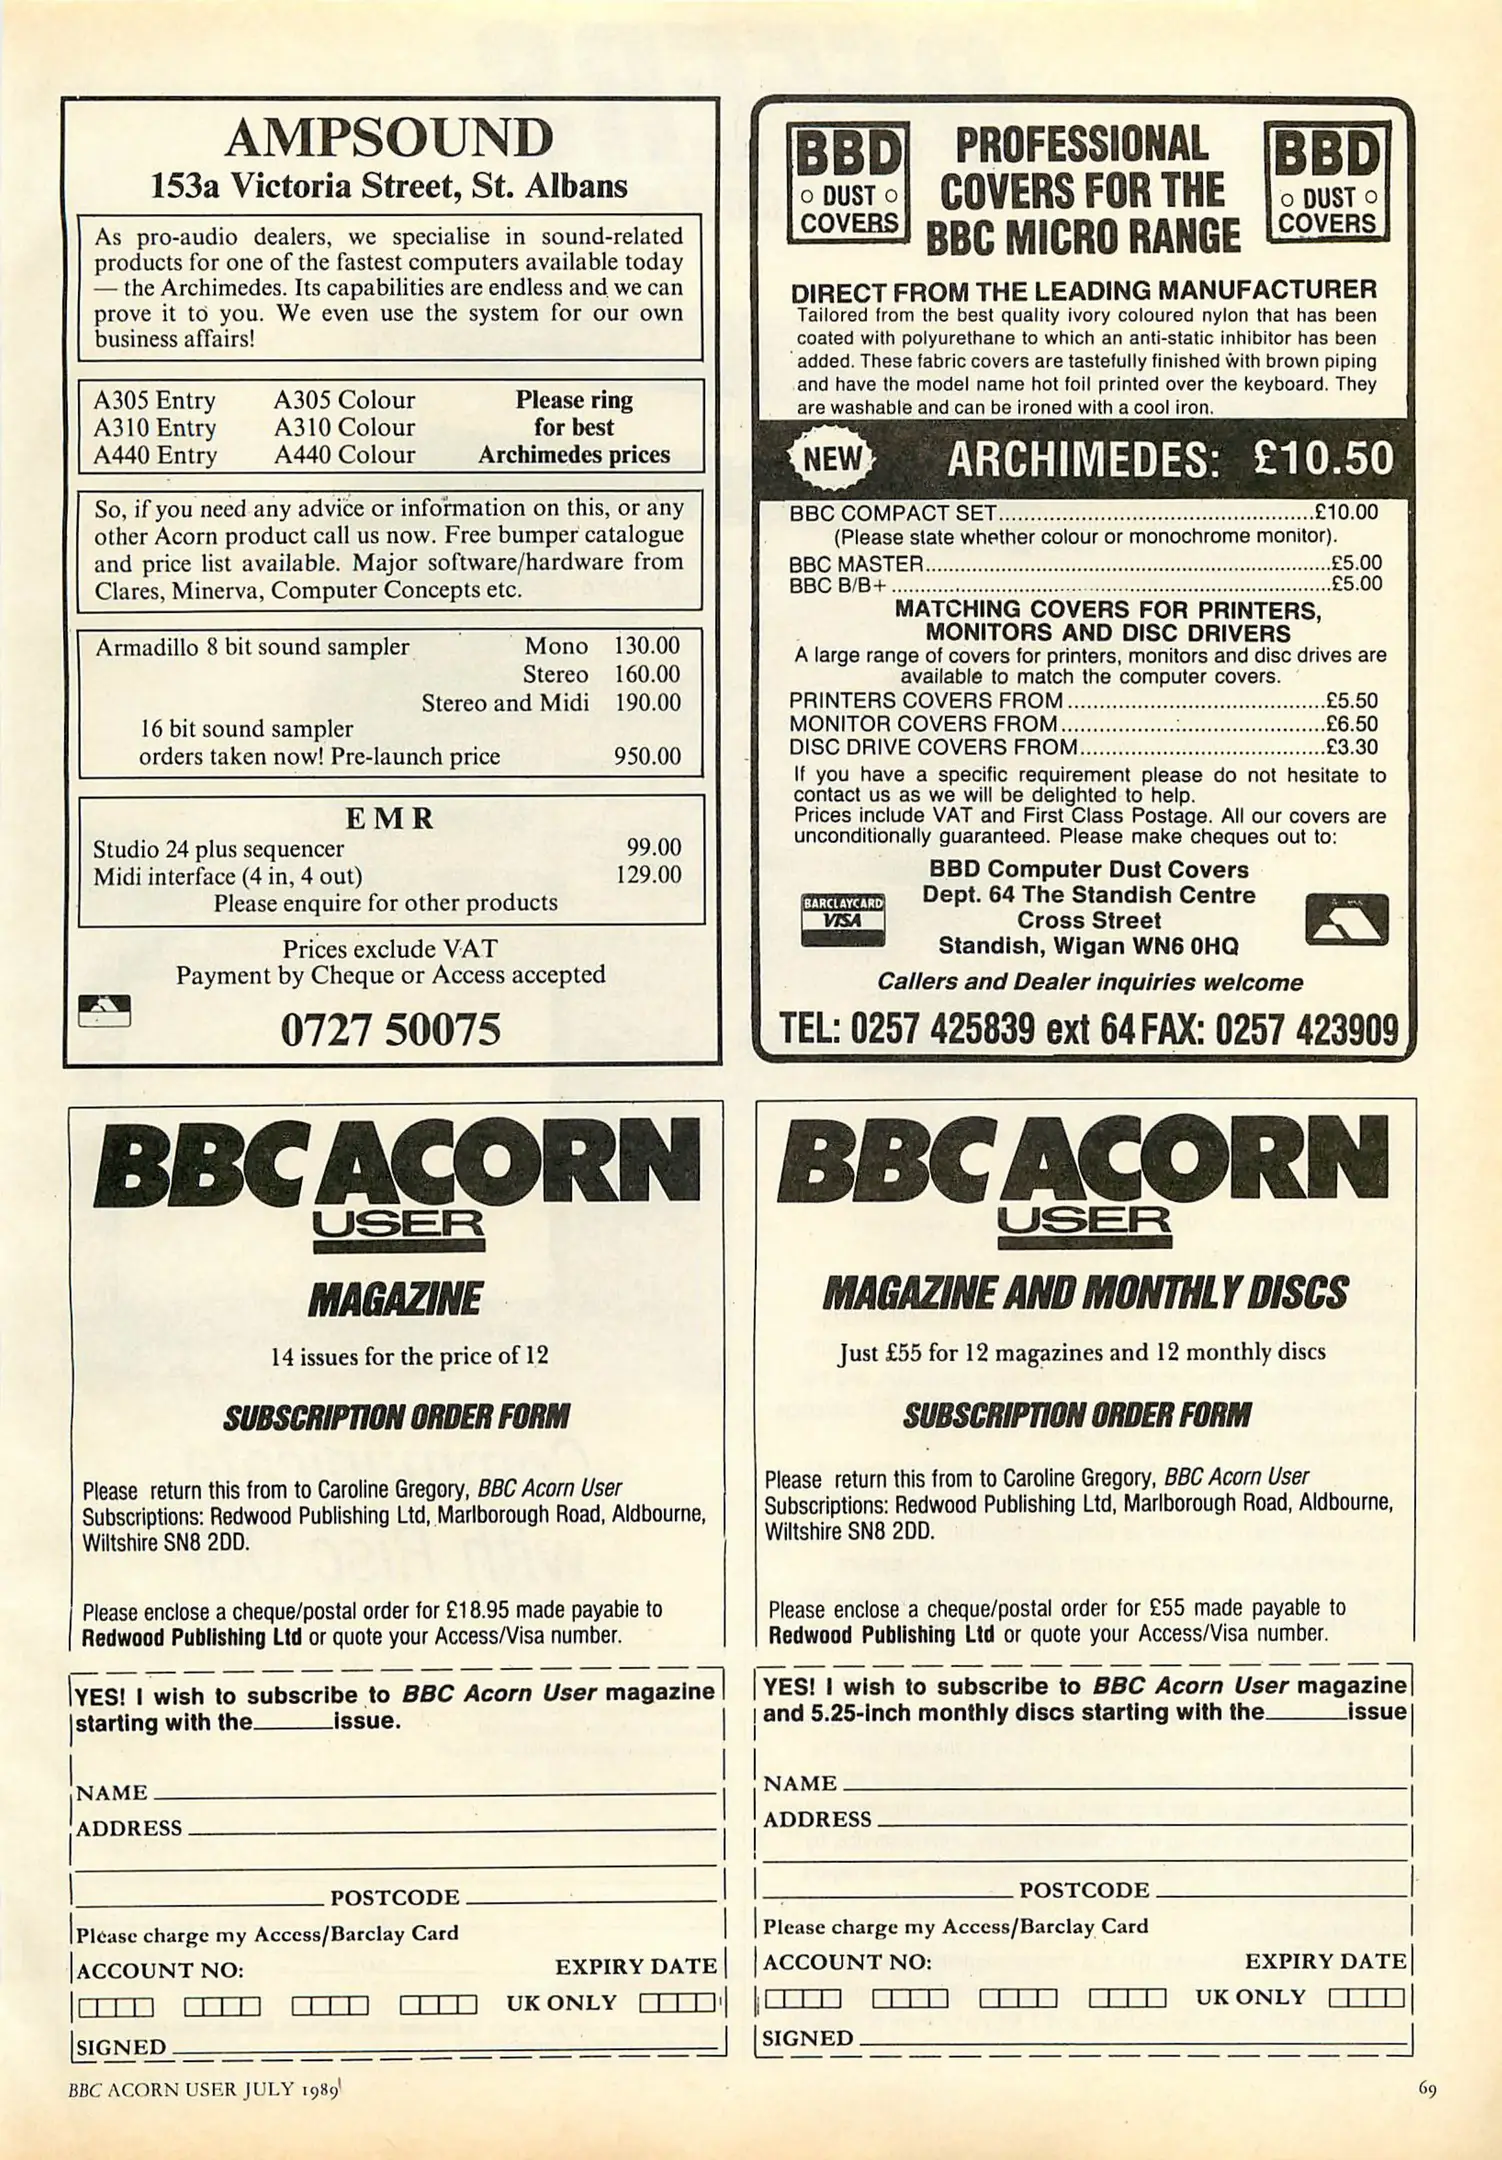 AMPSOUND
153a Victoria Street, St. Albans
As pro-audio dealers, we specialise in sound-related
products for one of the fastest computers available today
— the Archimedes. Its capabilities are endless and we can
prove it to you. We even use the system for our own
business affairs!
A305 Entry A305 Colour Please ring
A310 Entry A310 Colour for best
A440 Entry A440 Colour Archimedes prices
So, if you need any advice or information on this, or any
other Acorn product call us now. Free bumper catalogue
and price list available. Major software/hardware from
Clares, Minerva, Computer Concepts etc.
Armadillo 8 bit sound sampler Mono 130.00
Stereo 160.00
Stereo and Midi 190.00
16 bit sound sampler
orders taken now! Pre-launch price 950.00
EMR
Studio 24 plus sequencer 99.00
Midi interface (4 in, 4 out) 129.00
Please enquire for other products
Prices exclude VAT
Payment by Cheque or Access accepted
0727 50075
BBD
DUST
COVERS
PROFESSIONAL
COVERS FOR THE
BBC MICRO RANGE
BBD
DUST
COVERS
DIRECT FROM THE LEADING MANUFACTURER
Tailored from the best quality ivory coloured nylon that has been
coated with polyurethane to which an anti-static inhibitor has been
added. These fabric covers are tastefully finished with brown piping
and have the model name hot foil printed over the keyboard. They
are washable and can be ironed with a cool iron.
NEW ARCHIMEDES: £10.50
BBC COMPACT SET..................................................£10.00
(Please state whether colour or monochrome monitor).
BBC MASTER.................................................................£5.00
BBC B/B+......................................................................£5.00
MATCHING COVERS FOR PRINTERS,
MONITORS AND DISC DRIVERS
A large range of covers for printers, monitors and disc drives are
available to match the computer covers.
PRINTERS COVERS FROM.........................................£5.50
MONITOR COVERS FROM..........................................£6.50
DISC DRIVE COVERS FROM.......................................£3.30
If you have a specific requirement please do not hesitate to
contact us as we will be delighted to help.
Prices include VAT and First Class Postage. All our covers are
unconditionally guaranteed. Please make cheques out to:
BBD Computer Dust Covers
Dept. 64 The Standish Centre
Cross Street
Standish, Wigan WN6 0HQ
BARCLAYCARD
VISA
Callers and Dealer inquiries welcome
TEL: 0257 425839 ext 64 FAX: 0257 423909
BBC ACORN
USER
MAGAZINE
14 issues for the price of 12
SUBSCRIPTION ORDER FORM
Please return this from to Caroline Gregory, BBC Acorn User
Subscriptions: Redwood Publishing Ltd, Marlborough Road, Aldbourne,
Wiltshire SN8 2DD.
Please enclose a cheque/postal order for £18.95 made payable to
Redwood Publishing Ltd or quote your Access/Visa number.
YES! I wish to subscribe to BBC Acorn User magazine
starting with the______issue.
NAME
ADDRESS
POSTCODE
Please charge my Access/Barclay Card
ACCOUNT NO: EXPIRY DATE
UK ONLY
SIGNED
BBC ACORN
USER
MAGAZINE AND MONTHLY DISCS
Just £55 for 12 magazines and 12 monthly discs
SUBSCRIPTION ORDER FORM
Please return this from to Caroline Gregory, BBC Acorn User
Subscriptions: Redwood Publishing Ltd, Marlborough Road, Aldbourne,
Wiltshire SN8 2DD.
Please enclose a cheque/postal order for £55 made payable to
Redwood Publishing Ltd or quote your Access/Visa number.
YES! I wish to subscribe to BBC Acorn User magazine
and 5.25-inch monthly discs starting with the______issue
NAME
ADDRESS
POSTCODE
Please charge my Access/Barclay Card
ACCOUNT NO: EXPIRY DATE
UK ONLY
SIGNED
BBC ACORN USER JULY 1989
69